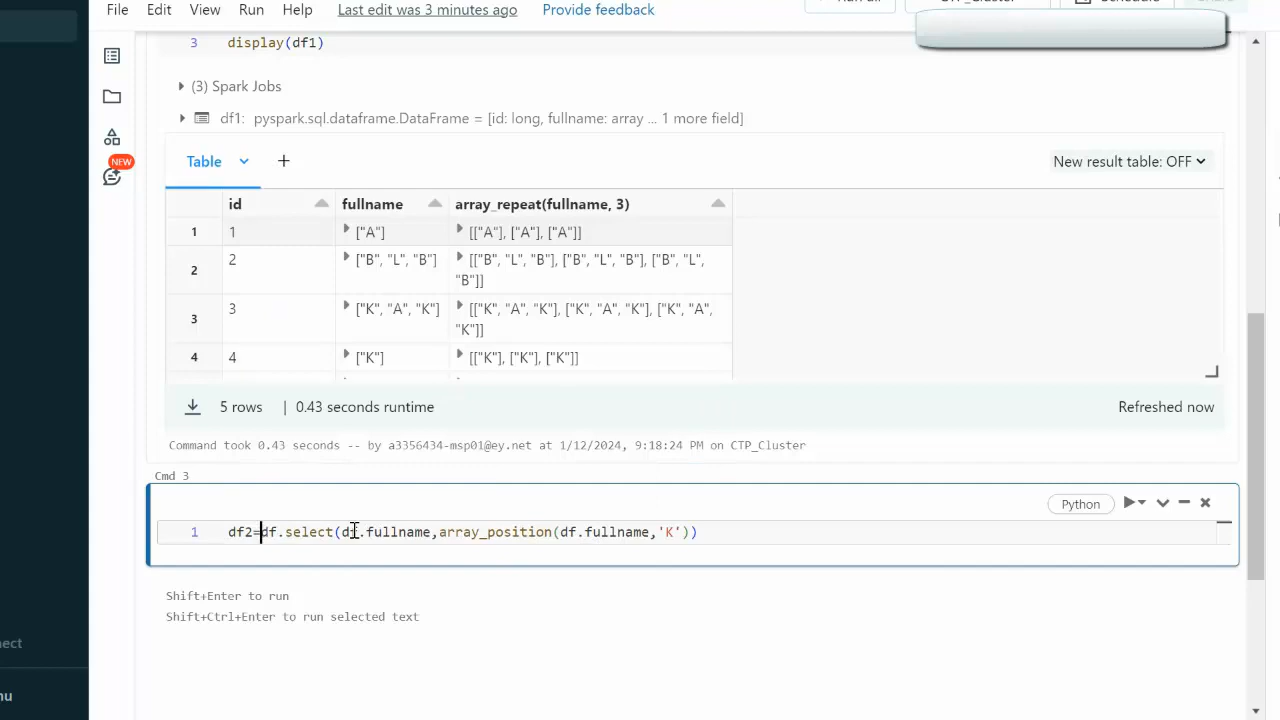 File Edit View Run Help Last edit was 3 minutes ago Provide feedback
3 display(df1)
(3) Spark Jobs
df1: pyspark.sql.dataframe.DataFrame = [id: long, fullname: array ... 1 more field]
NEW
Table + New result table: OFF
id fullname array_repeat(fullname, 3)
1 1 ["A"] [["A"], ["A"], ["A"]]
2 2 ["B", "L", "B"] [["B", "L", "B"], ["B", "L", "B"], ["B", "L",
"B"]]
3 3 ["K", "A", "K"] [["K", "A", "K"], ["K", "A", "K"], ["K", "A",
"K"]]
4 4 ["K"] [["K"], ["K"], ["K"]]
5 rows | 0.43 seconds runtime Refreshed now
Command took 0.43 seconds -- by a3356434-msp01@ey.net at 1/12/2024, 9:18:24 PM on CTP_Cluster
Cmd 3
Python
1 df2=df.select(df.fullname,array_position(df.fullname,'K'))
Shift+Enter to run
Shift+Ctrl+Enter to run selected text
nect
nu